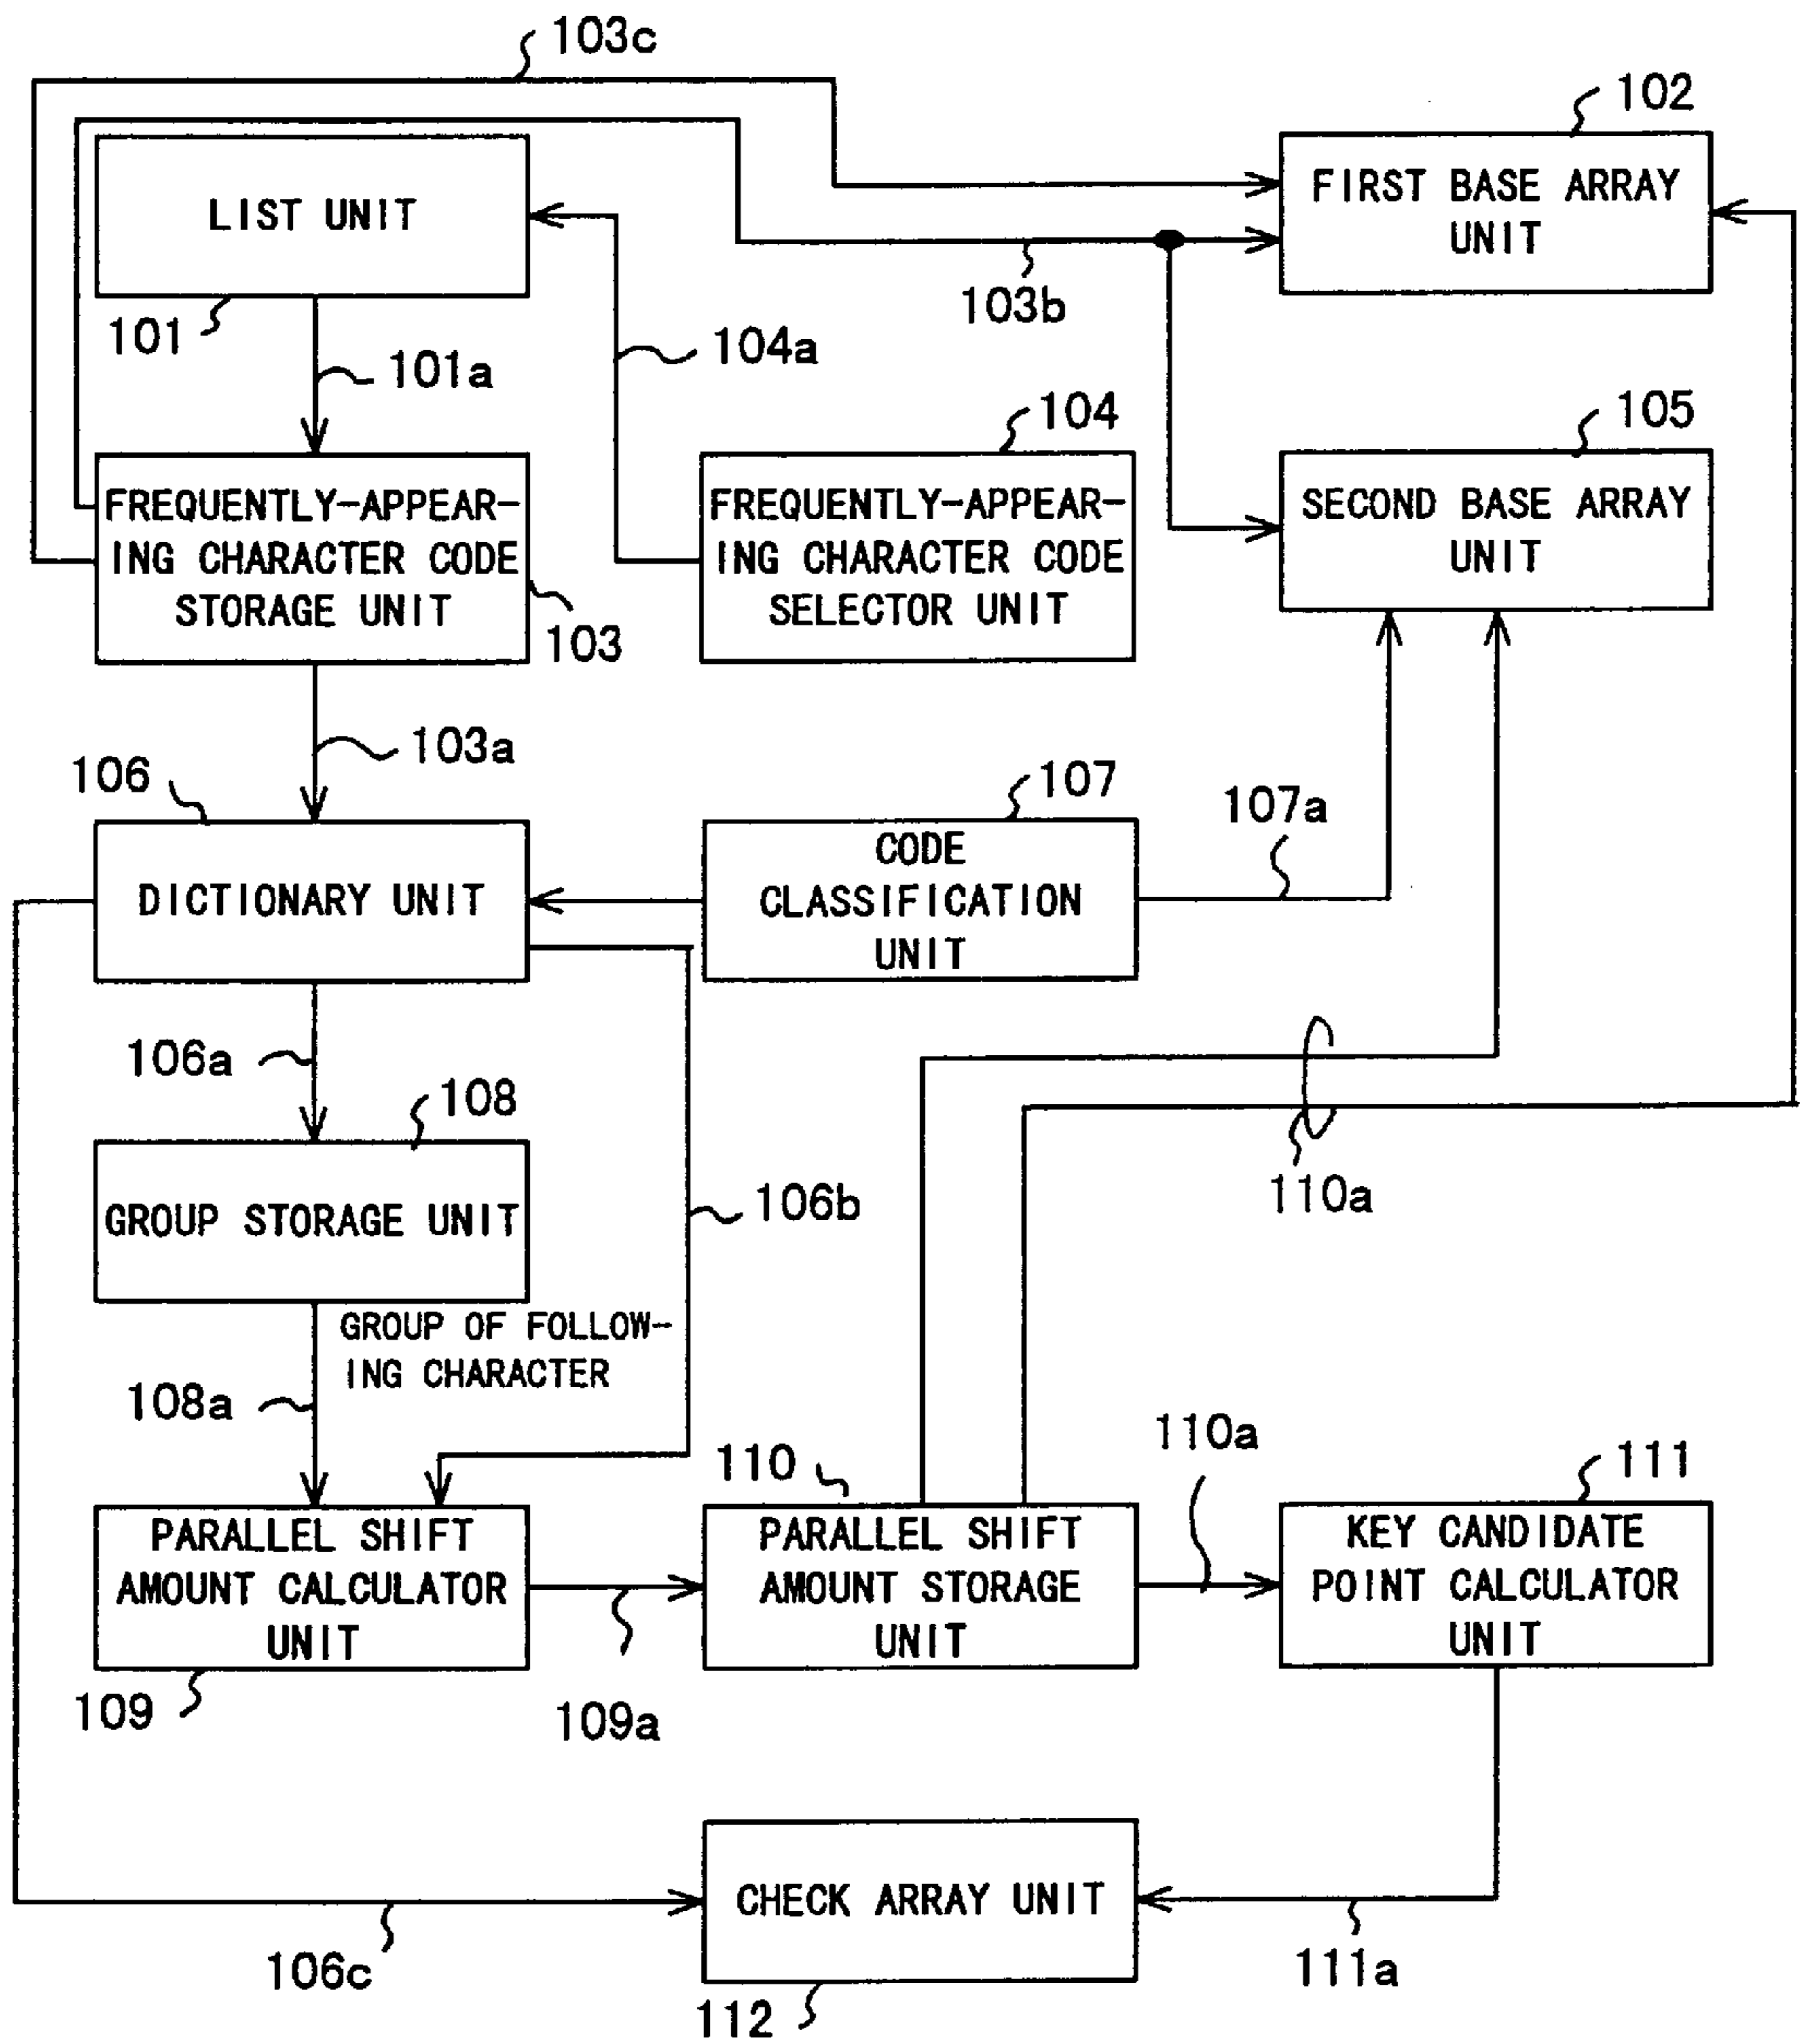 103c
102
LIST UNIT
FIRST BASE ARRAY
UNIT
103b
101
104a
101a
104
105
FREQUENTLY-APPEAR-
ING CHARACTER CODE
STORAGE UNIT
103
FREQUENTLY-APPEAR-
ING CHARACTER CODE
SELECTOR UNIT
SECOND BASE ARRAY
UNIT
103a
106
107
107a
DICTIONARY UNIT
CODE
CLASSIFICATION
UNIT
106a
108
110a
106b
GROUP STORAGE UNIT
GROUP OF FOLLOW-
ING CHARACTER
108a
110
110a
111
PARALLEL SHIFT
AMOUNT CALCULATOR
UNIT
PARALLEL SHIFT
AMOUNT STORAGE
UNIT
KEY CANDIDATE
POINT CALCULATOR
UNIT
109
109a
CHECK ARRAY UNIT
106c
111a
112